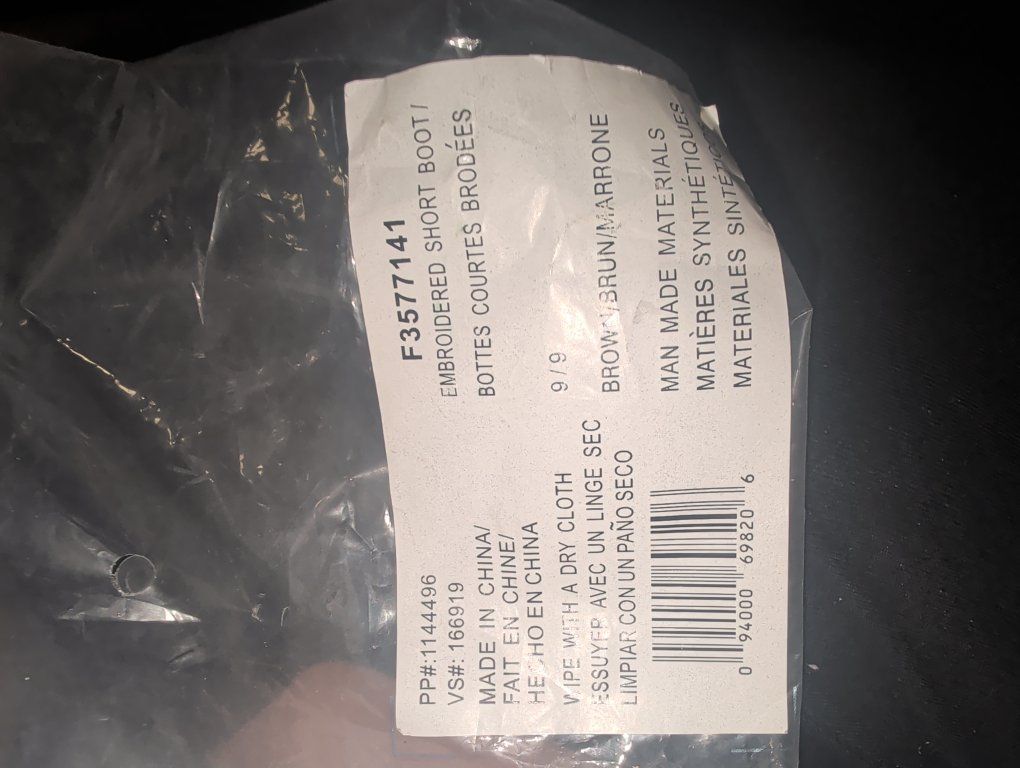 PP#:1144496
VS#: 166919
MADE IN CHINA/
FAIT EN CHINE/
HECHO EN CHINA
WIPE WITH A DRY CLOTH
ESSUYER AVEC UN LINGE SEC
LIMPIAR CON UN PAÑO SECO
0 94000 69820 6
F3577141
EMBROIDERED SHORT BOOT /
BOTTES COURTES BRODÉES
9 / 9
BROWN/BRUN/MARRONE
MAN MADE MATERIALS
MATIÈRES SYNTHÉTIQUES
MATERIALES